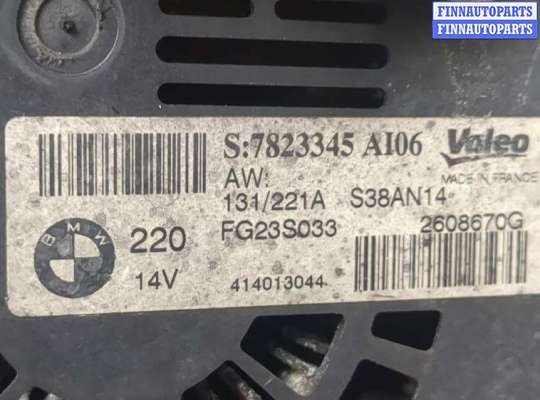 FINNAUTOPARTS
FINNAUTOPARTS
S:7823345 AI06 Valeo
AW: MADE IN FRANCE
131/221A S38AN14
BMW 220 FG23S033 2608670G
14V 414013044